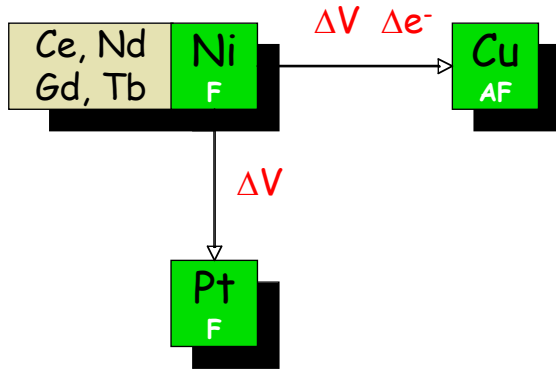 ΔV Δe⁻
Ce, Nd Ni Cu
Gd, Tb F AF
ΔV
Pt
F